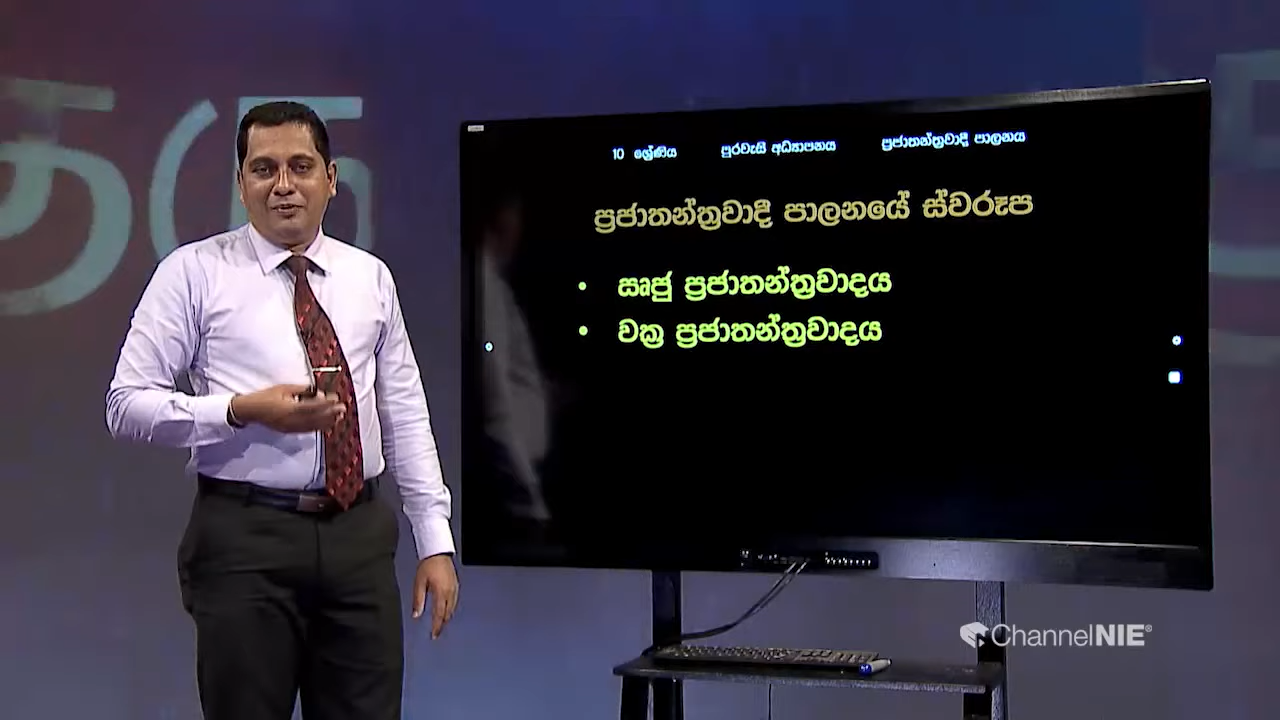 10 ශ්‍රේණිය පුරවැසි අධ්‍යාපනය ප්‍රජාතන්ත්‍රවාදී පාලනය
ප්‍රජාතන්ත්‍රවාදී පාලනයේ ස්වරූප
• ඍජු ප්‍රජාතන්ත්‍රවාදය
• වක්‍ර ප්‍රජාතන්ත්‍රවාදය
ChannelNIE®